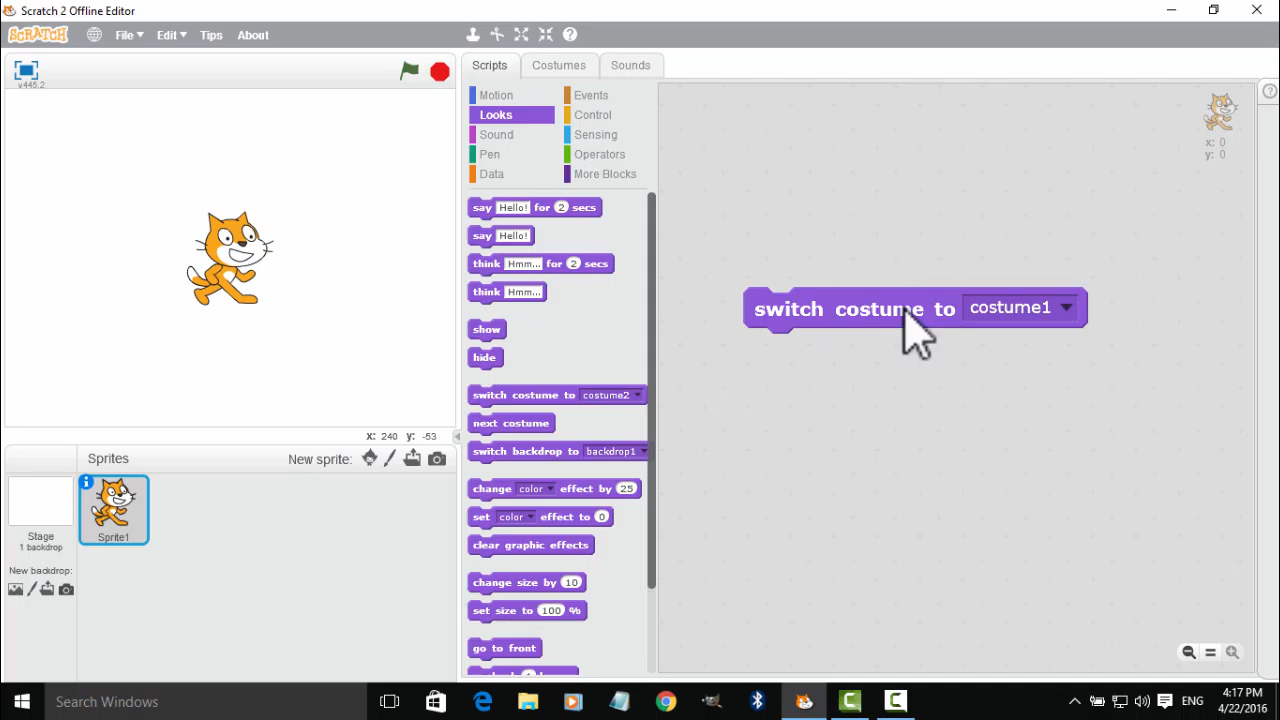 Scratch 2 Offline Editor
SCRATCH File Edit Tips About
v445.2
Scripts Costumes Sounds
Motion Events
Looks Control
Sound Sensing
Pen Operators
Data More Blocks
say Hello! for 2 secs
say Hello!
think Hmm... for 2 secs
think Hmm...
show
hide
switch costume to costume2
next costume
switch backdrop to backdrop1
change color effect by 25
set color effect to 0
clear graphic effects
change size by 10
set size to 100 %
go to front
switch costume to costume1
x: 0
y: 0
x: 240 y: -53
Sprites New sprite:
Stage
1 backdrop
New backdrop:
Sprite1
Search Windows
ENG
4:17 PM
4/22/2016